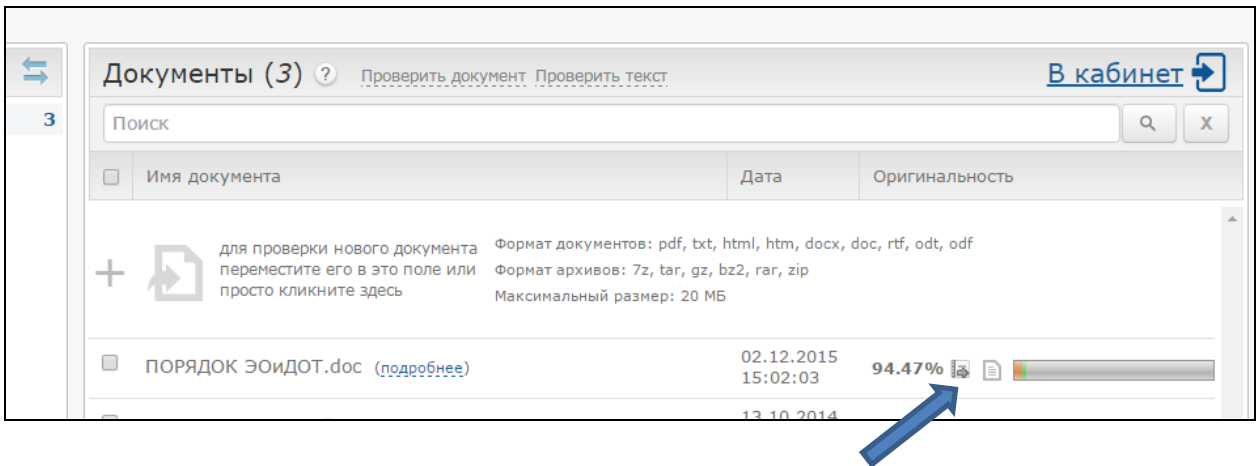 Документы (3) ? Проверить документ Проверить текст В кабинет
3
Поиск X
Имя документа Дата Оригинальность
для проверки нового документа
переместите его в это поле или
просто кликните здесь
Формат документов: pdf, txt, html, htm, docx, doc, rtf, odt, odf
Формат архивов: 7z, tar, gz, bz2, rar, zip
Максимальный размер: 20 МБ
ПОРЯДОК ЭОиДОТ.doc (подробнее)
02.12.2015
15:02:03
94.47%
13.10.2014